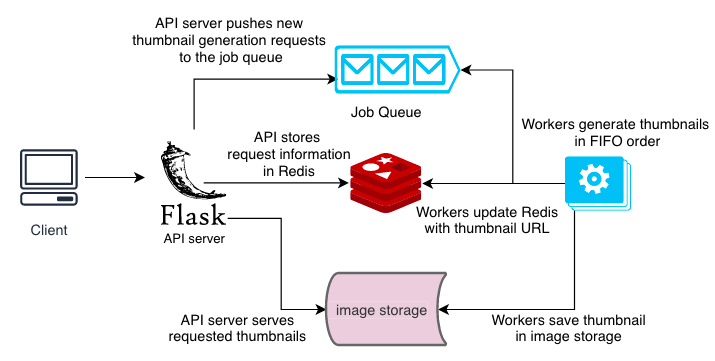 API server pushes new
thumbnail generation requests
to the job queue
Job Queue
Workers generate thumbnails
in FIFO order
API stores
request information
in Redis
Client
Flask
API server
Workers update Redis
with thumbnail URL
image storage
API server serves
requested thumbnails
Workers save thumbnail
in image storage